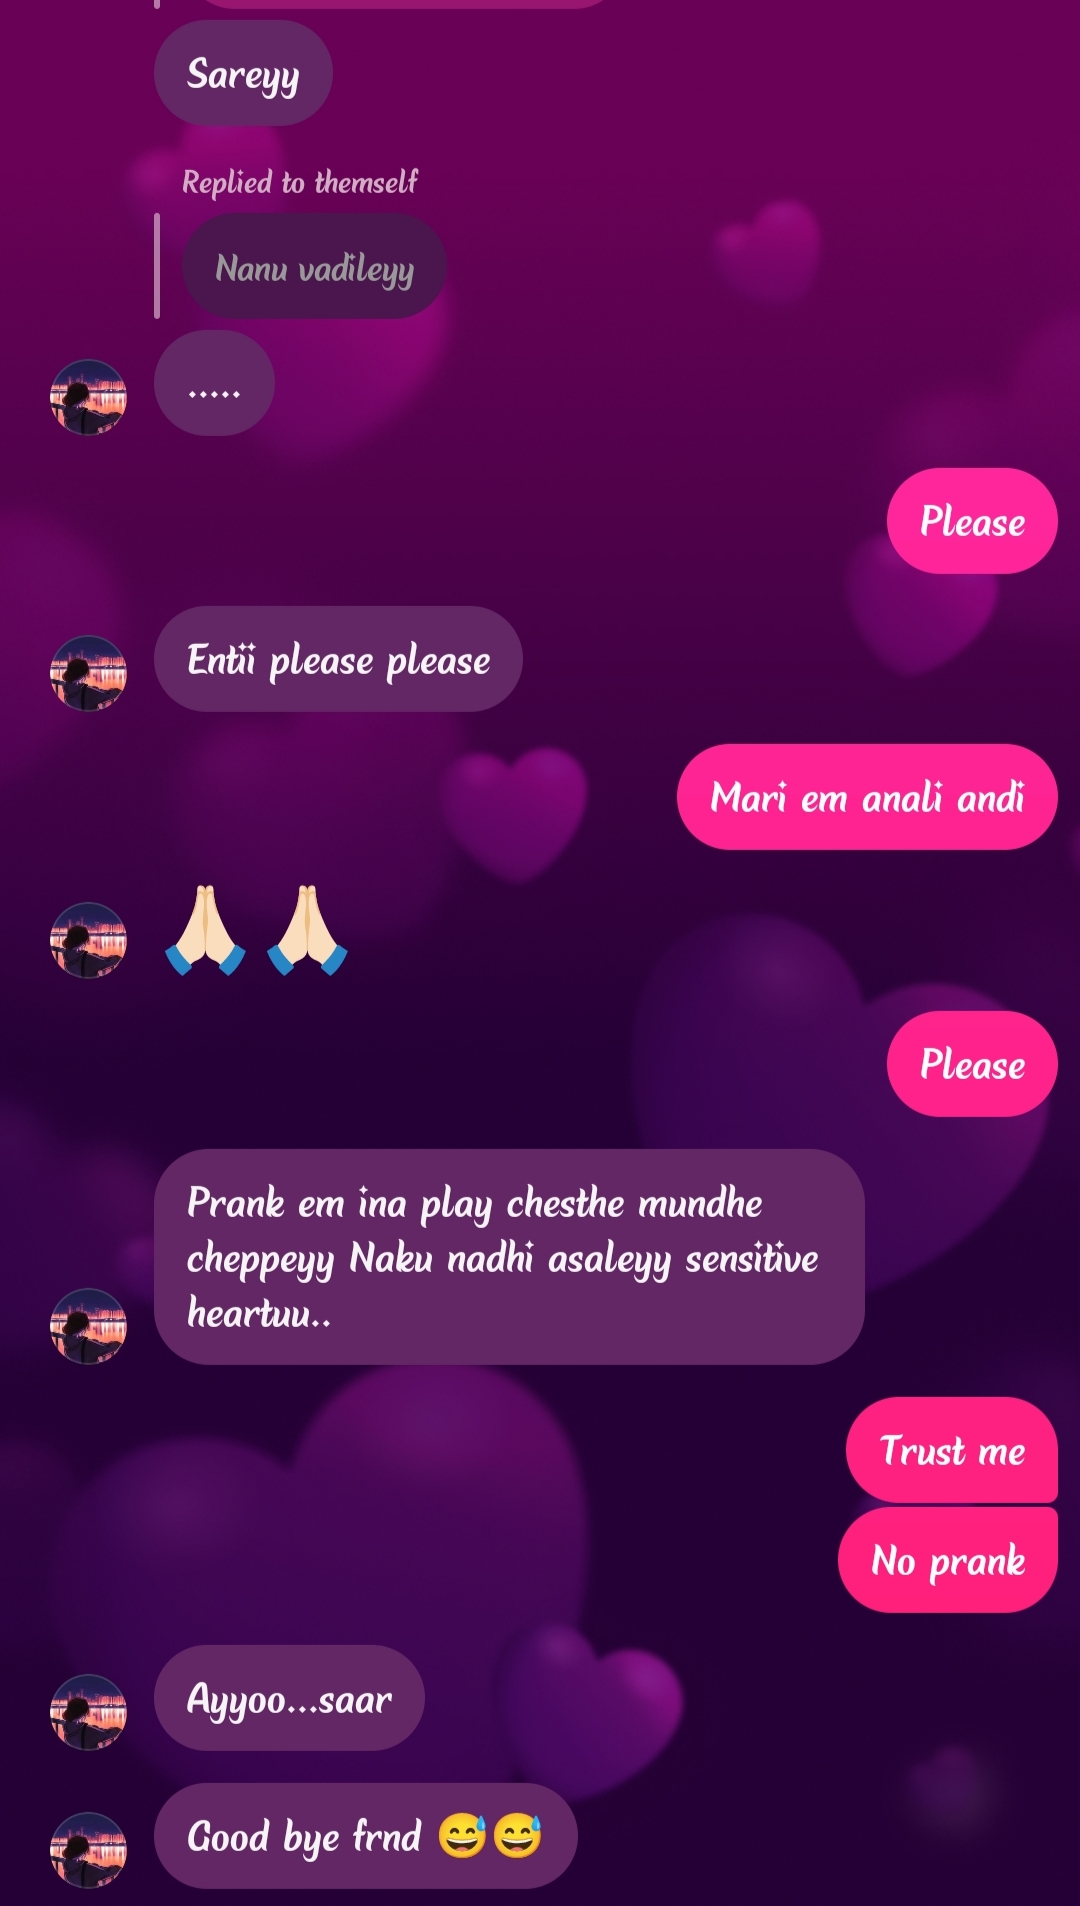 Sareyy
Replied to themself
Nanu vadileyy
.....
Please
Entii please please
Mari em anali andi
🙏🏻🙏🏻
Please
Prank em ina play chesthe mundhe
cheppeyy Naku nadhi asaleyy sensitive
heartuu..
Trust me
No prank
Ayyoo...saar
Good bye frnd 😅😅